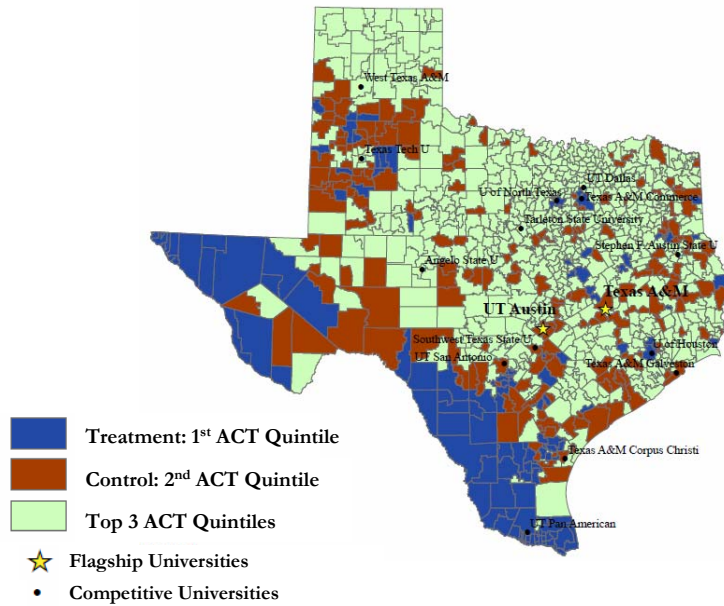 West Texas A&M
Texas Tech U
UT Dallas
U of North Texas
Texas A&M Commerce
Tarleton State University
Stephen F. Austin State U
Angelo State U
Texas A&M
UT Austin
Southwest Texas State U
U of Houston
UT San Antonio
Texas A&M Galveston
Treatment: 1st ACT Quintile
Texas A&M Corpus Christi
Control: 2nd ACT Quintile
Top 3 ACT Quintiles
UT Pan American
Flagship Universities
Competitive Universities